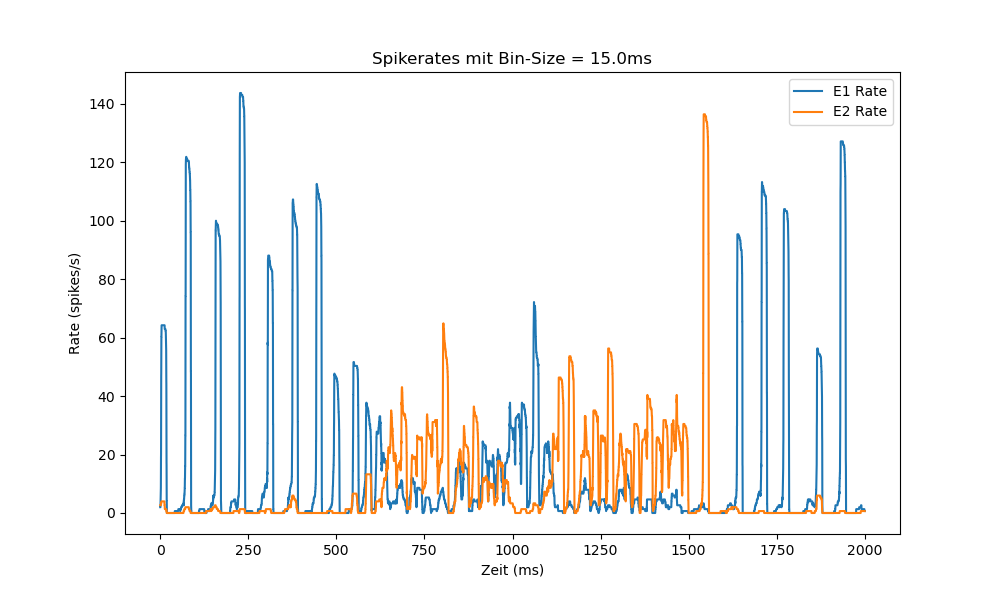 Spikerates mit Bin-Size = 15.0ms
E1 Rate
E2 Rate
Rate (spikes/s)
140
120
100
80
60
40
20
0
0 250 500 750 1000 1250 1500 1750 2000
Zeit (ms)